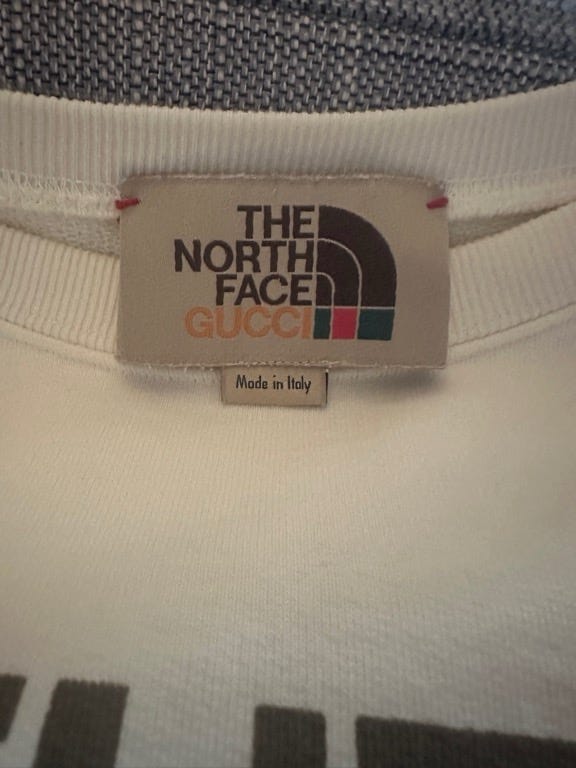 THE
NORTH
FACE
GUCCI
Made in Italy